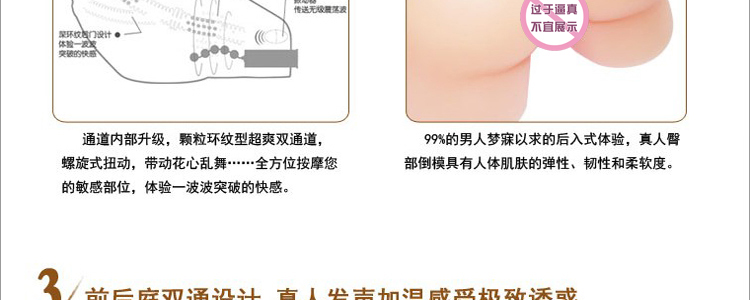 传送无级震荡波
深环纹阴门设计
体验一波波
突破的快感
过于逼真
不宜展示
通道内部升级，颗粒环纹型超爽双通道，
螺旋式扭动，带动花心乱舞……全方位按摩您
的敏感部位，体验一波波突破的快感。
99%的男人梦寐以求的后入式体验，真人臀
部倒模具有人体肌肤的弹性、韧性和柔软度。
3 前后庭双通设计 真人发声加温感受极致诱惑